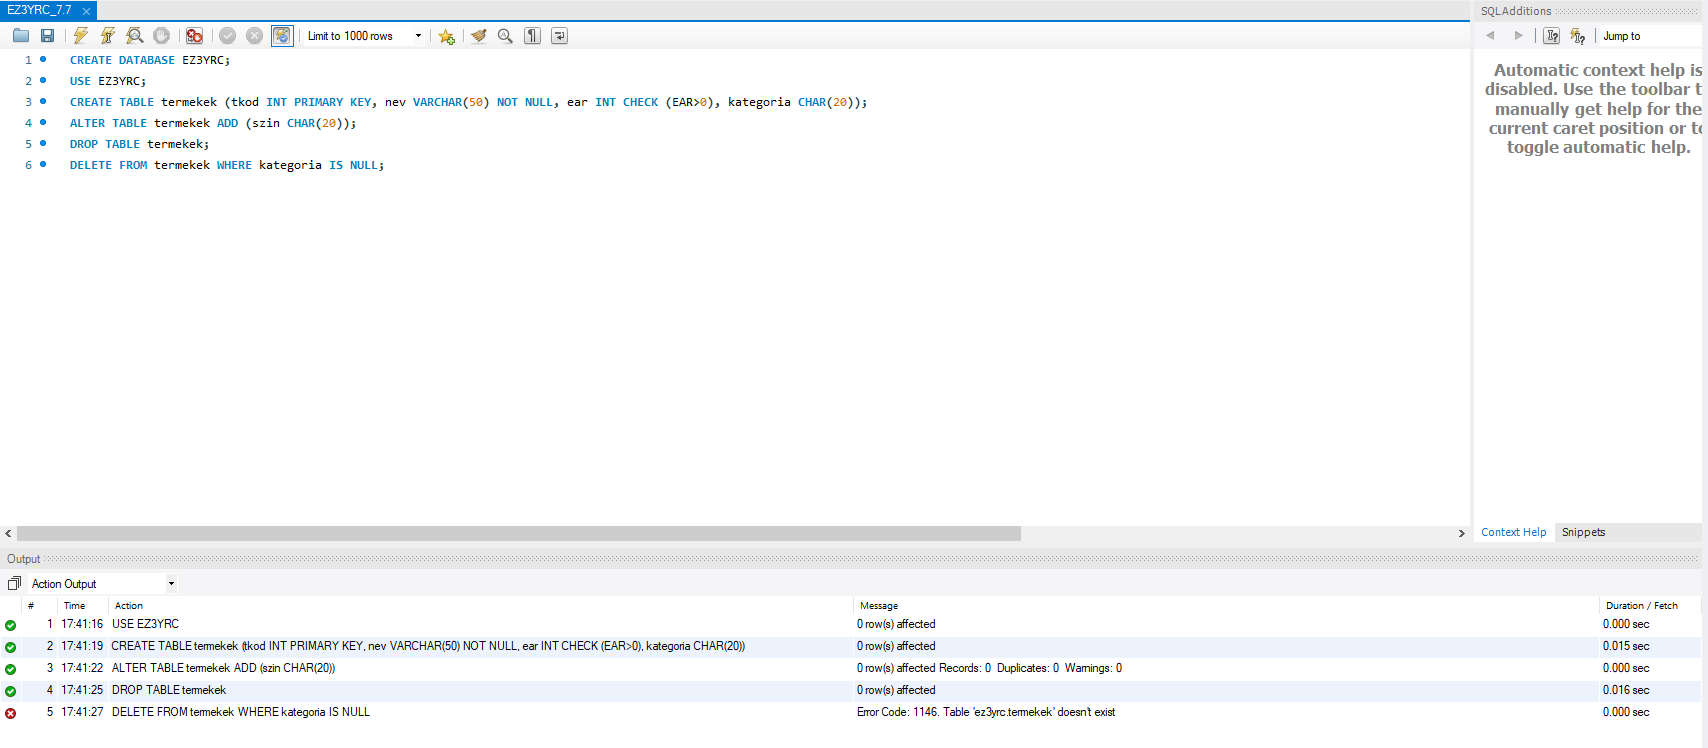 EZ3YRC_7.7
SQLAdditions
Limit to 1000 rows
Jump to
1 CREATE DATABASE EZ3YRC;
2 USE EZ3YRC;
3 CREATE TABLE termekek (tkod INT PRIMARY KEY, nev VARCHAR(50) NOT NULL, ear INT CHECK (EAR>0), kategoria CHAR(20));
4 ALTER TABLE termekek ADD (szin CHAR(20));
5 DROP TABLE termekek;
6 DELETE FROM termekek WHERE kategoria IS NULL;
Automatic context help is
disabled. Use the toolbar t
manually get help for the
current caret position or to
toggle automatic help.
Context Help Snippets
Output
Action Output
# Time Action Message Duration / Fetch
1 17:41:16 USE EZ3YRC 0 row(s) affected 0.000 sec
2 17:41:19 CREATE TABLE termekek (tkod INT PRIMARY KEY, nev VARCHAR(50) NOT NULL, ear INT CHECK (EAR>0), kategoria CHAR(20)) 0 row(s) affected 0.015 sec
3 17:41:22 ALTER TABLE termekek ADD (szin CHAR(20)) 0 row(s) affected Records: 0 Duplicates: 0 Warnings: 0 0.000 sec
4 17:41:25 DROP TABLE termekek 0 row(s) affected 0.016 sec
5 17:41:27 DELETE FROM termekek WHERE kategoria IS NULL Error Code: 1146. Table 'ez3yrc.termekek' doesn't exist 0.000 sec